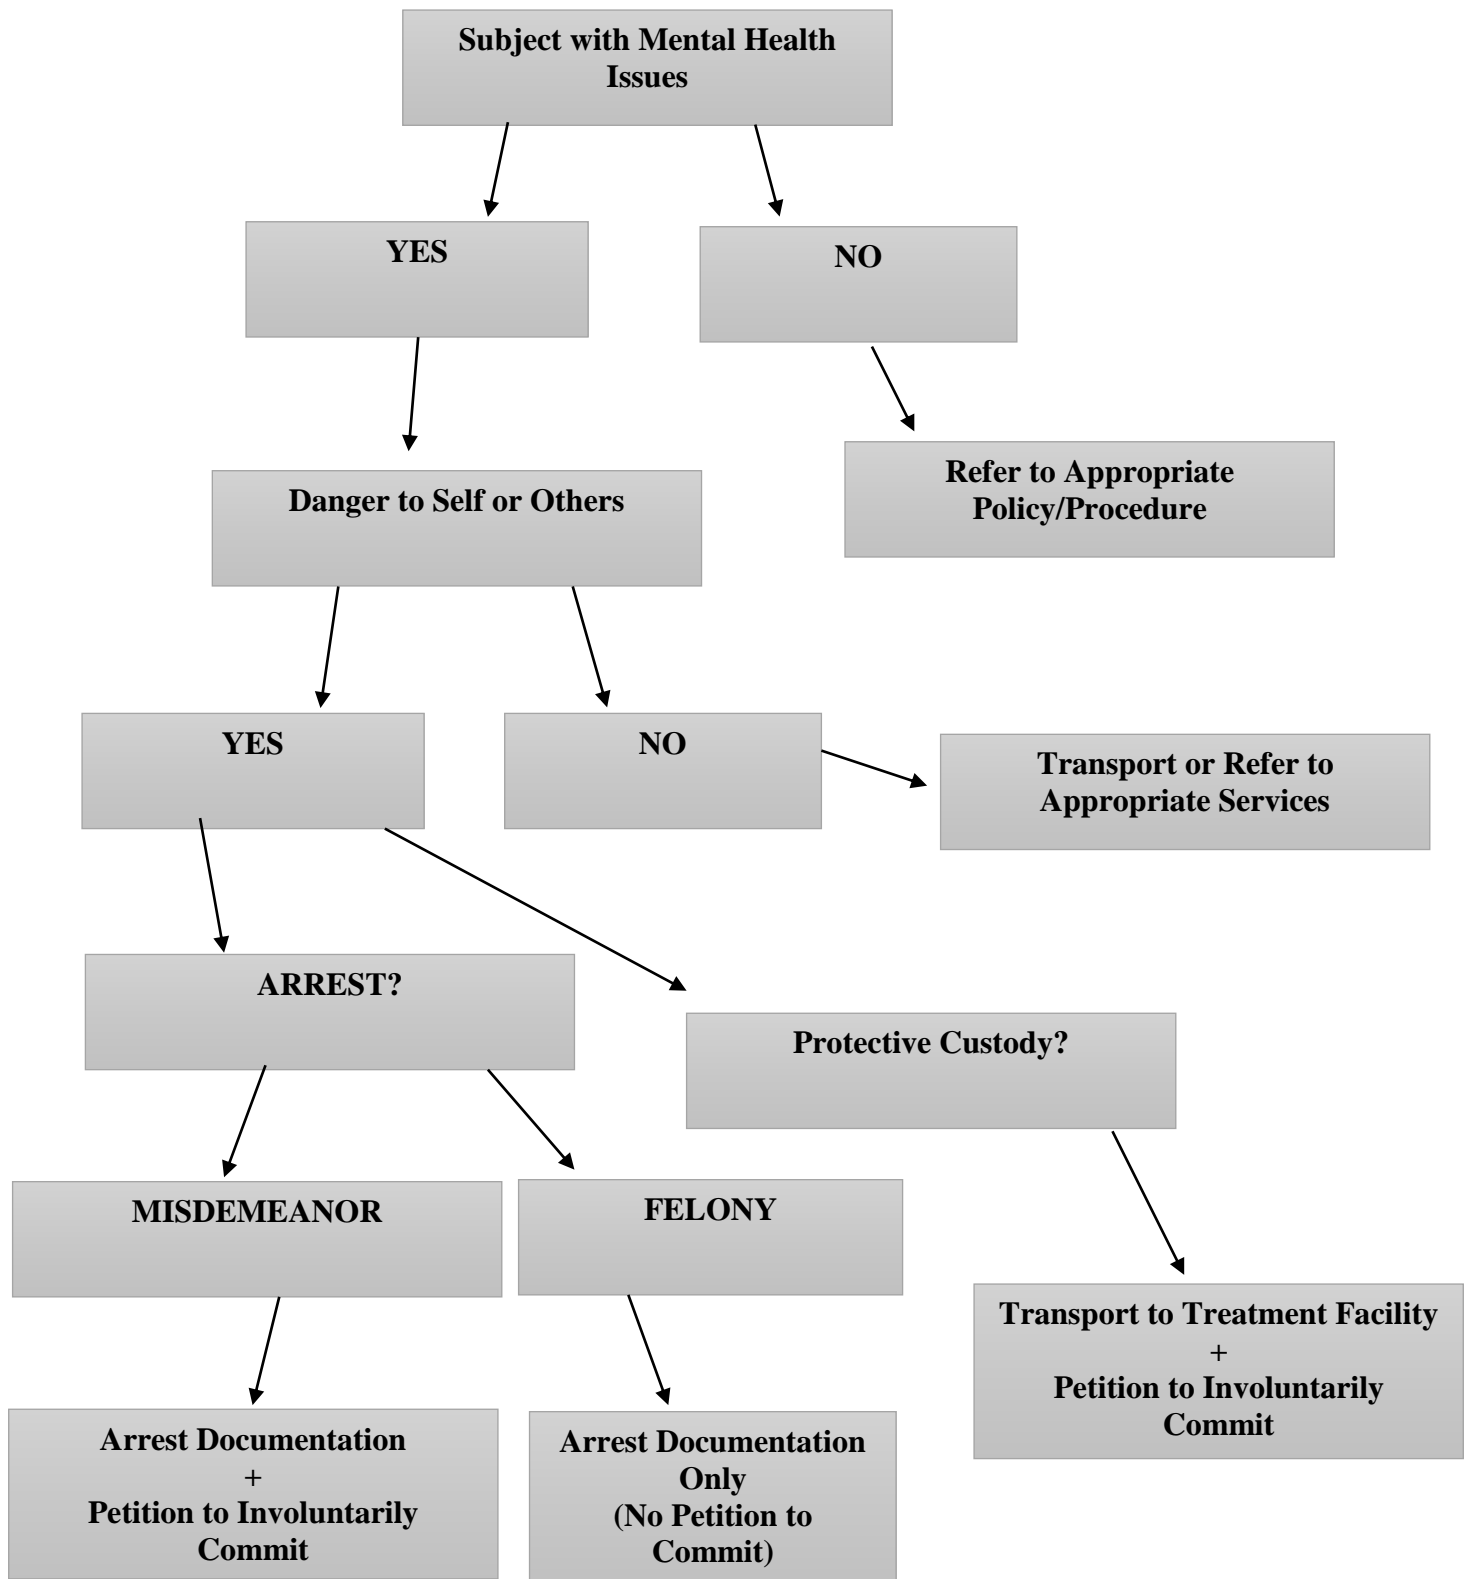 Subject with Mental Health
Issues
YES
NO
Refer to Appropriate
Policy/Procedure
Danger to Self or Others
YES
NO
Transport or Refer to
Appropriate Services
ARREST?
Protective Custody?
MISDEMEANOR
FELONY
Transport to Treatment Facility
+
Petition to Involuntarily
Commit
Arrest Documentation
+
Petition to Involuntarily
Commit
Arrest Documentation
Only
(No Petition to
Commit)